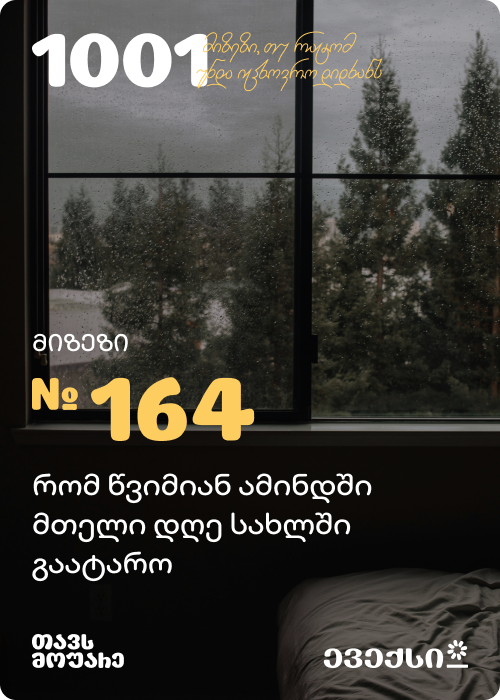 1001 მიზეზი, თუ რატომ
უნდა იცხოვრო დიდხანს
მიზეზი
№ 164
რომ წვიმიან ამინდში
მთელი დღე სახლში
გაატარო
თავს
მოუარე
ევექსი